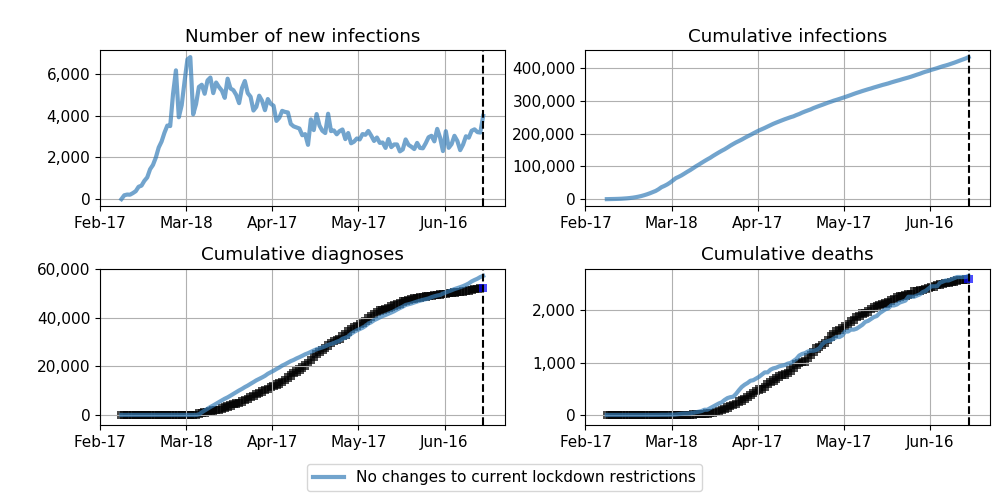 Number of new infections
6,000
4,000
2,000
0
Feb-17 Mar-18 Apr-17 May-17 Jun-16
Cumulative infections
400,000
300,000
200,000
100,000
0
Feb-17 Mar-18 Apr-17 May-17 Jun-16
Cumulative diagnoses
60,000
40,000
20,000
0
Feb-17 Mar-18 Apr-17 May-17 Jun-16
Cumulative deaths
2,000
1,000
0
Feb-17 Mar-18 Apr-17 May-17 Jun-16
No changes to current lockdown restrictions